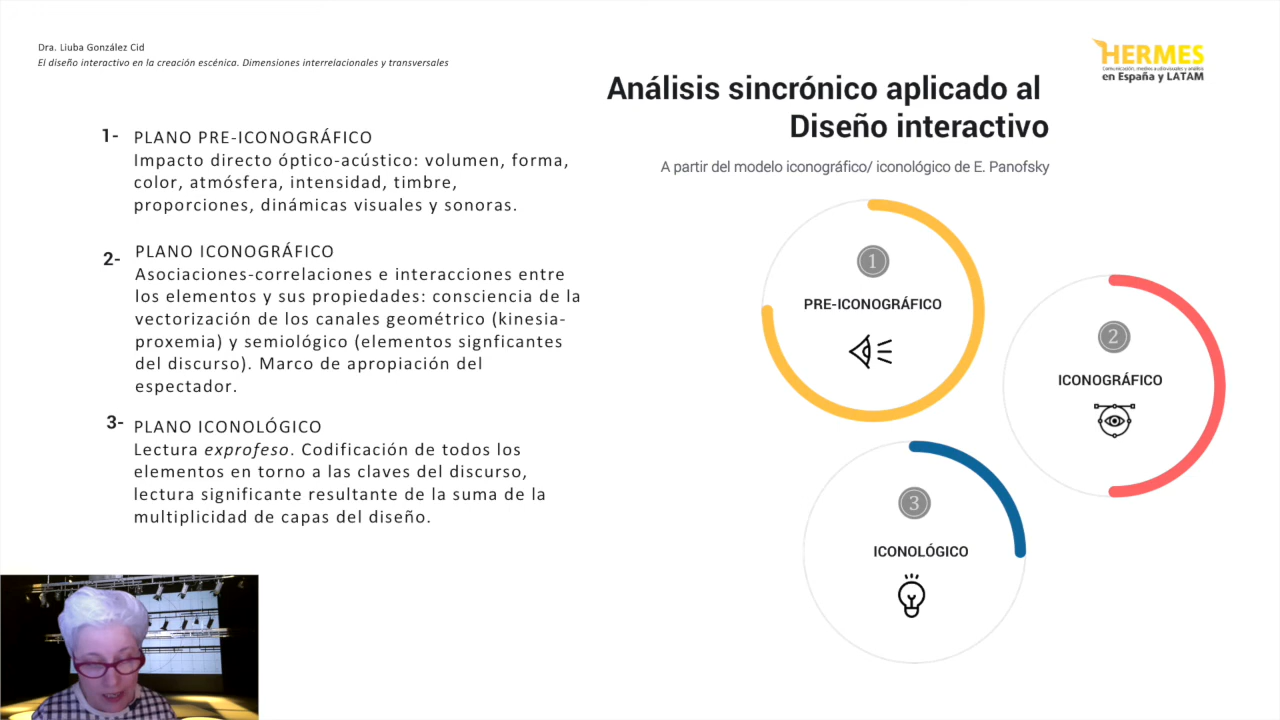 Dra. Liuba González Cid
El diseño interactivo en la creación escénica. Dimensiones interrelacionales y transversales
HERMES
en España y LATAM
Análisis sincrónico aplicado al
Diseño interactivo
A partir del modelo iconográfico/ iconológico de E. Panofsky
1- PLANO PRE-ICONOGRÁFICO
Impacto directo óptico-acústico: volumen, forma,
color, atmósfera, intensidad, timbre,
proporciones, dinámicas visuales y sonoras.
2- PLANO ICONOGRÁFICO
Asociaciones-correlaciones e interacciones entre
los elementos y sus propiedades: consciencia de la
vectorización de los canales geométrico (kinesia-
proxemia) y semiológico (elementos signficantes
del discurso). Marco de apropiación del
espectador.
3- PLANO ICONOLÓGICO
Lectura exprofeso. Codificación de todos los
elementos en torno a las claves del discurso,
lectura significante resultante de la suma de la
multiplicidad de capas del diseño.
1
PRE-ICONOGRÁFICO
2
ICONOGRÁFICO
3
ICONOLÓGICO